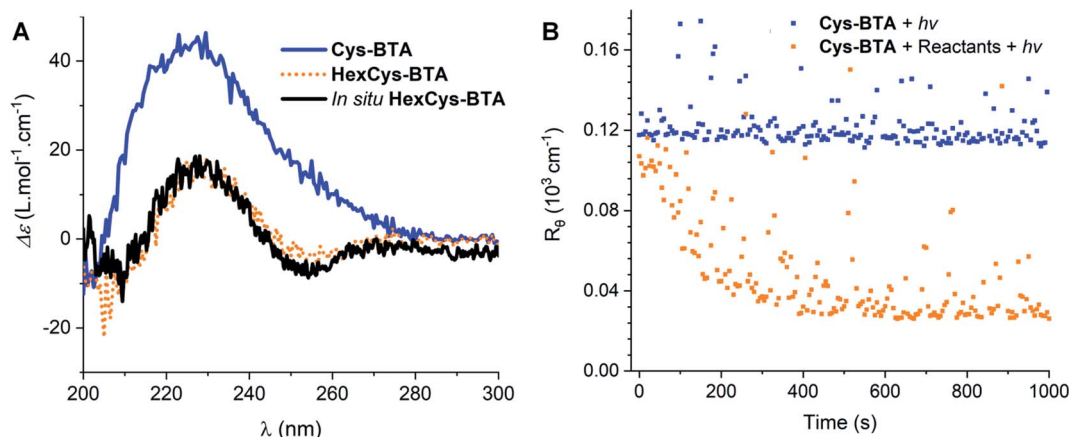 A
Cys-BTA
HexCys-BTA
In situ HexCys-BTA
Δε (L.mol⁻¹.cm⁻¹)
40
20
0
-20
200 220 240 260 280 300
λ (nm)
B
Cys-BTA + hv
Cys-BTA + Reactants + hv
R_θ (10³ cm⁻¹)
0.16
0.12
0.08
0.04
0.00
0 200 400 600 800 1000
Time (s)